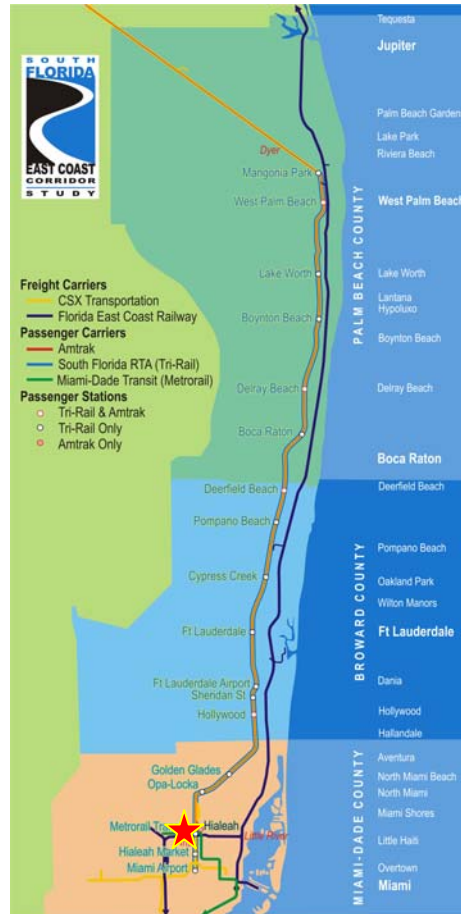 SOUTH
FLORIDA
EAST COAST
CORRIDOR
STUDY
Freight Carriers
CSX Transportation
Florida East Coast Railway
Passenger Carriers
Amtrak
South Florida RTA (Tri-Rail)
Miami-Dade Transit (Metrorail)
Passenger Stations
Tri-Rail & Amtrak
Tri-Rail Only
Amtrak Only
Dyer
Mangonia Park
West Palm Beach
Lake Worth
Boynton Beach
Delray Beach
Boca Raton
Deerfield Beach
Pompano Beach
Cypress Creek
Ft Lauderdale
Ft Lauderdale Airport
Sheridan St
Hollywood
Golden Glades
Opa-Locka
Metrorail
Hialeah
Little River
Hialeah Market
Miami Airport
PALM BEACH COUNTY
BROWARD COUNTY
MIAMI-DADE COUNTY
Tequesta
Jupiter
Palm Beach Garden
Lake Park
Riviera Beach
West Palm Beach
Lake Worth
Lantana
Hypoluxo
Boynton Beach
Delray Beach
Boca Raton
Deerfield Beach
Pompano Beach
Oakland Park
Wilton Manors
Ft Lauderdale
Dania
Hollywood
Hallandale
Aventura
North Miami Beach
North Miami
Miami Shores
Little Haiti
Overtown
Miami